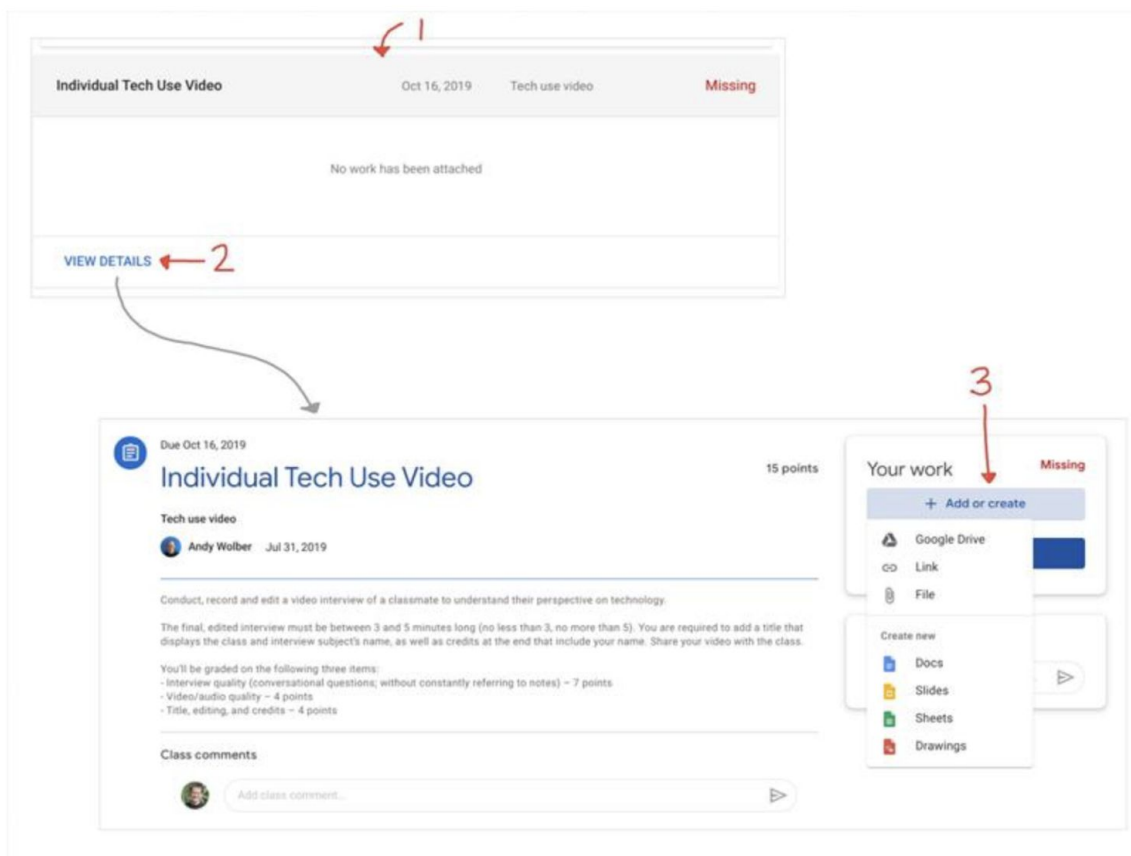 1
Individual Tech Use Video Oct 16, 2019 Tech use video Missing
No work has been attached
VIEW DETAILS 2
3
Due Oct 16, 2019
Individual Tech Use Video
15 points
Tech use video
Andy Wolber Jul 31, 2019
Conduct, record and edit a video interview of a classmate to understand their perspective on technology.
The final, edited interview must be between 3 and 5 minutes long (no less than 3, no more than 5). You are required to add a title that
displays the class and interview subject's name, as well as credits at the end that include your name. Share your video with the class.
You'll be graded on the following three items:
- Interview quality (conversational questions; without constantly referring to notes) – 7 points
- Video/audio quality – 4 points
- Title, editing, and credits – 4 points
Class comments
Add class comment...
Your work Missing
+ Add or create
Google Drive
Link
File
Create new
Docs
Slides
Sheets
Drawings